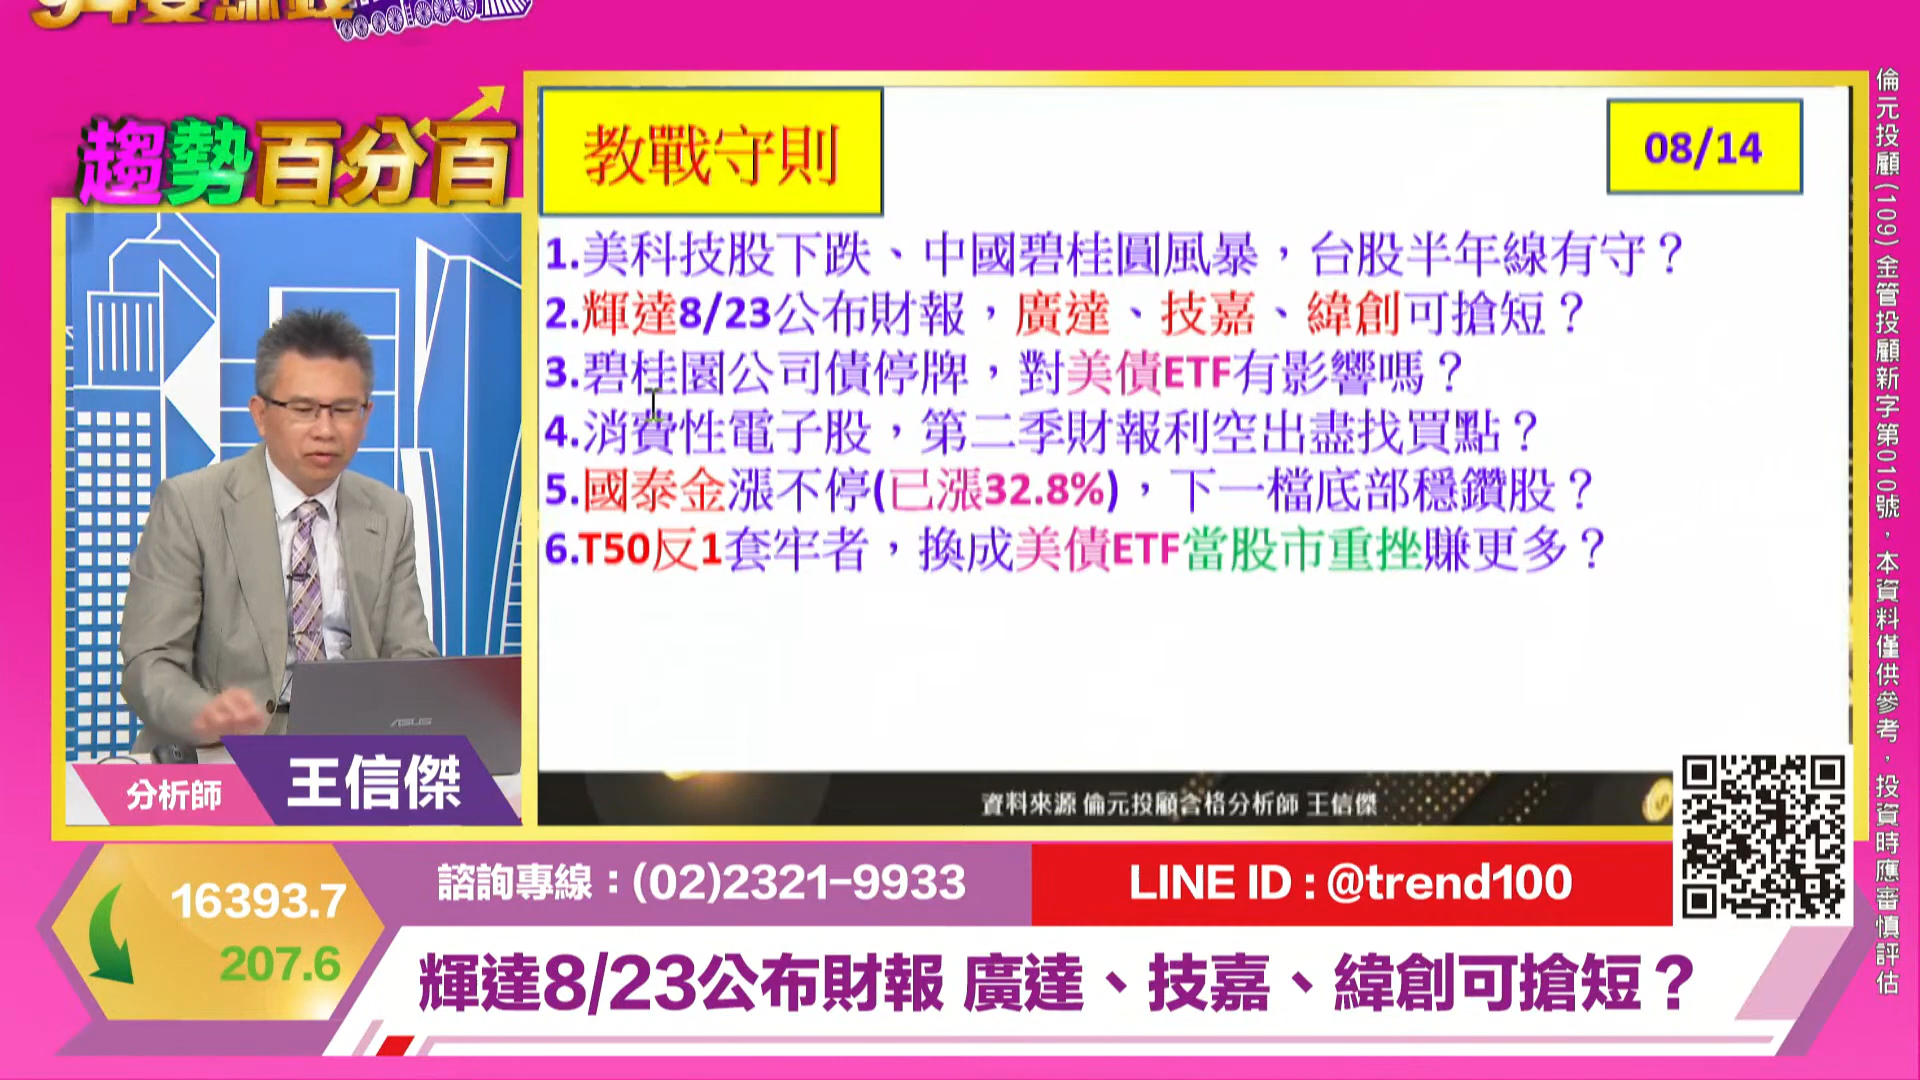 趨勢百分百
教戰守則
08/14
1.美科技股下跌、中國碧桂圓風暴，台股半年線有守？
2.輝達8/23公布財報，廣達、技嘉、緯創可搶短？
3.碧桂園公司債停牌，對美債ETF有影響嗎？
4.消費性電子股，第二季財報利空出盡找買點？
5.國泰金漲不停(已漲32.8%)，下一檔底部穩鑽股？
6.T50反1套牢者，換成美債ETF當股市重挫賺更多？
ASUS
分析師
王信傑
資料來源 倫元投顧合格分析師 王信傑
倫元投顧(109)金管投顧新字第010號，本資料僅供參考，投資時應審慎評估
16393.7
207.6
諮詢專線：(02)2321-9933
LINE ID : @trend100
輝達8/23公布財報 廣達、技嘉、緯創可搶短？